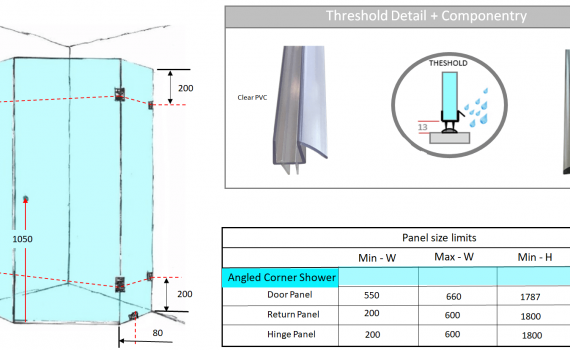 Threshold Detail + Componentry
THESHOLD
Clear PVC
13
200
1050
200
80
Panel size limits
Min - W Max - W Min - H
Angled Corner Shower
Door Panel 550 660 1787
Return Panel 200 600 1800
Hinge Panel 200 600 1800